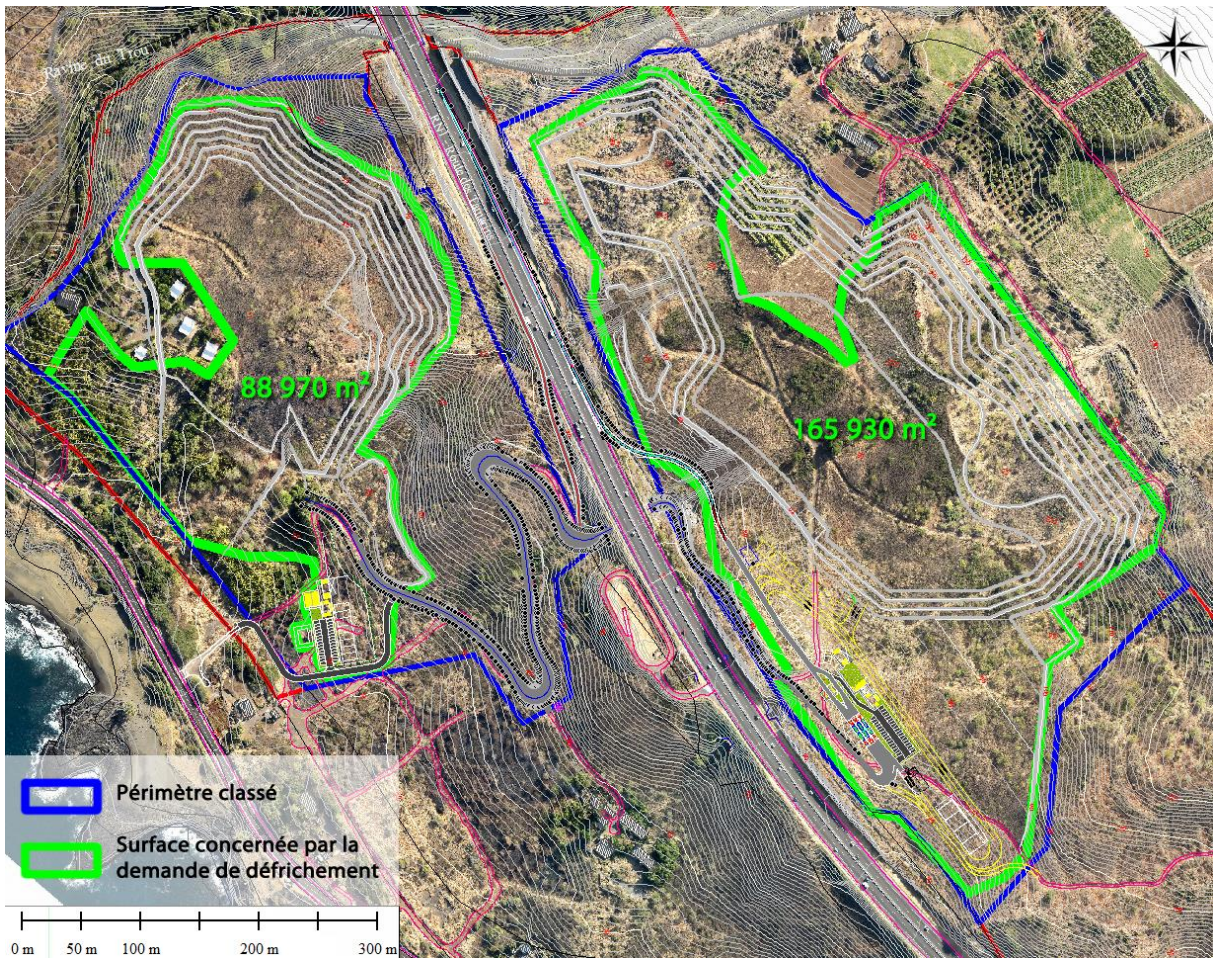 Ravine du Trou
88 970 m²
165 930 m²
Périmètre classé
Surface concernée par la
demande de défrichement
0 m 50 m 100 m 200 m 300 m